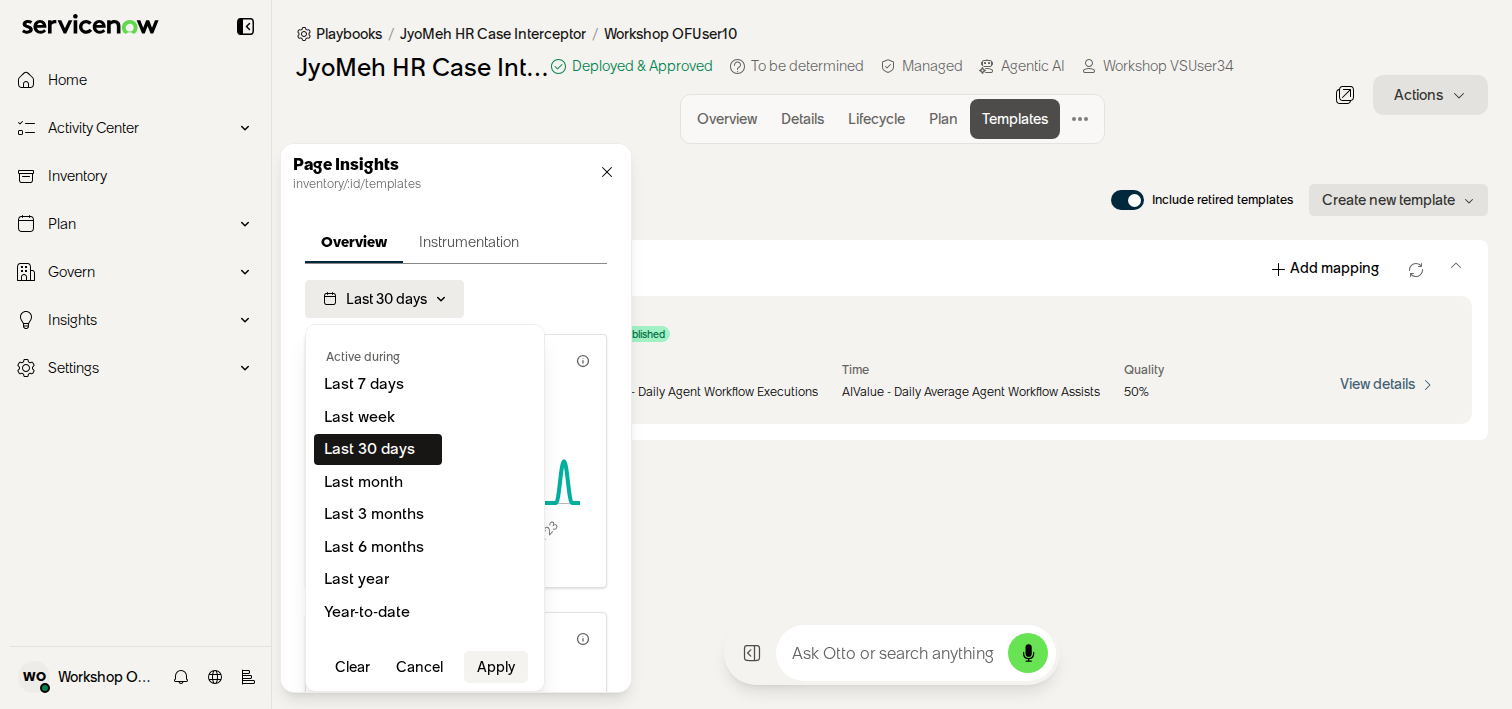 servicenow
Home
Activity Center
Inventory
Plan
Govern
Insights
Settings
WO
Workshop O...
Playbooks / JyoMeh HR Case Interceptor / Workshop OFUser10
JyoMeh HR Case Int...
Deployed & Approved
To be determined
Managed
Agentic AI
Workshop VSUser34
Actions
Overview
Details
Lifecycle
Plan
Templates
Include retired templates
Create new template
Page Insights
inventory/:id/templates
Overview
Instrumentation
Last 30 days
Active during
Last 7 days
Last week
Last 30 days
Last month
Last 3 months
Last 6 months
Last year
Year-to-date
Clear
Cancel
Apply
23
Add mapping
blished
- Daily Agent Workflow Executions
Time
AIValue - Daily Average Agent Workflow Assists
Quality
50%
View details
Ask Otto or search anything